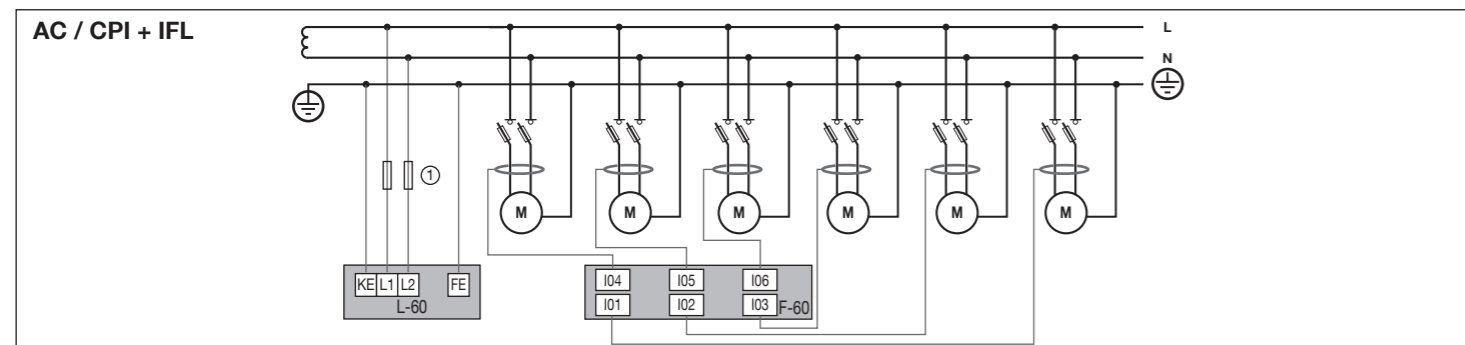 AC / CPI + IFL
L
N
①
M M M M M M
KE L1 L2 FE
L-60
I04 I05 I06
I01 I02 I03 F-60